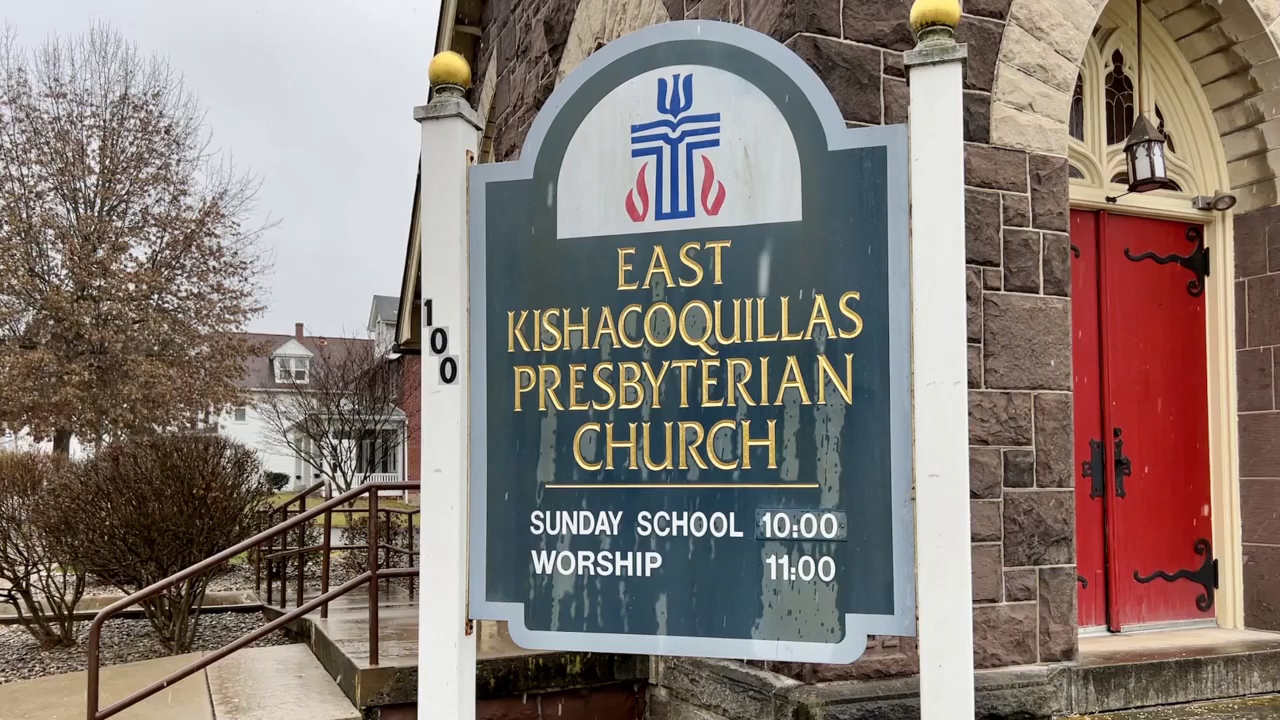 100
EAST
KISHACOQUILLAS
PRESBYTERIAN
CHURCH
SUNDAY SCHOOL 10:00
WORSHIP 11:00